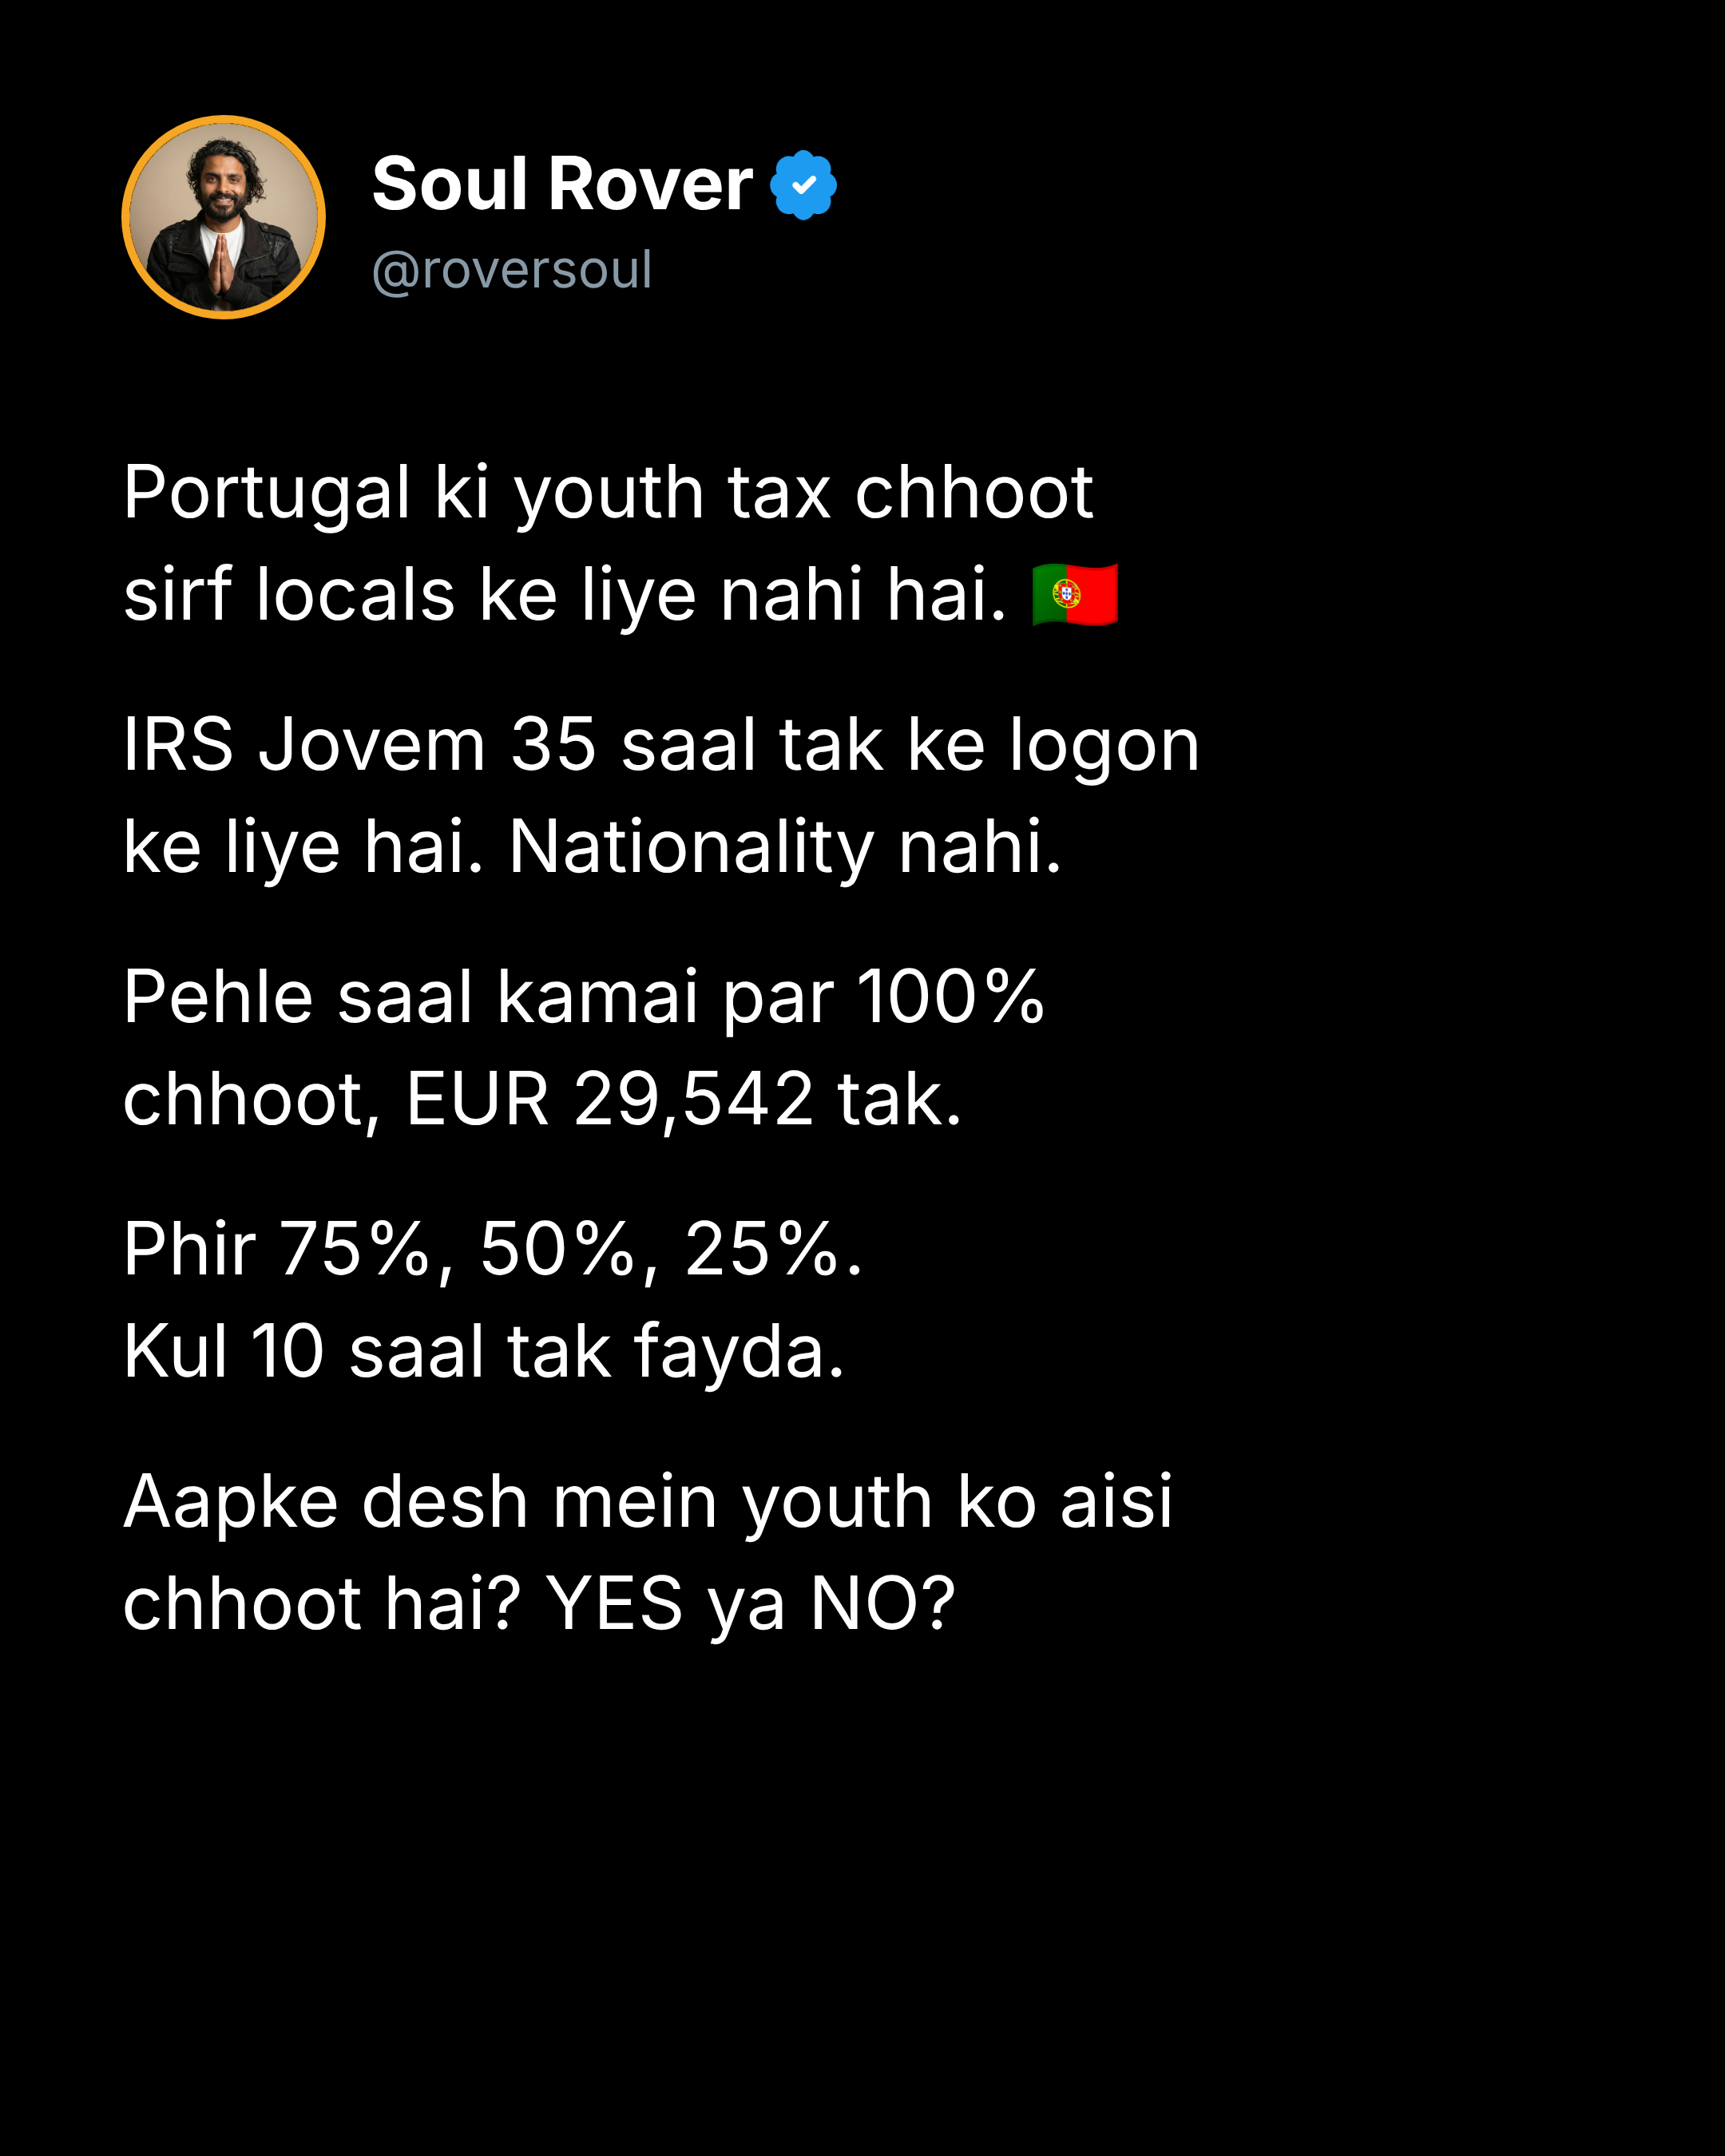 Soul Rover
@roversoul
Portugal ki youth tax chhoot
sirf locals ke liye nahi hai. 🇵🇹
IRS Jovem 35 saal tak ke logon
ke liye hai. Nationality nahi.
Pehle saal kamai par 100%
chhoot, EUR 29,542 tak.
Phir 75%, 50%, 25%.
Kul 10 saal tak fayda.
Aapke desh mein youth ko aisi
chhoot hai? YES ya NO?